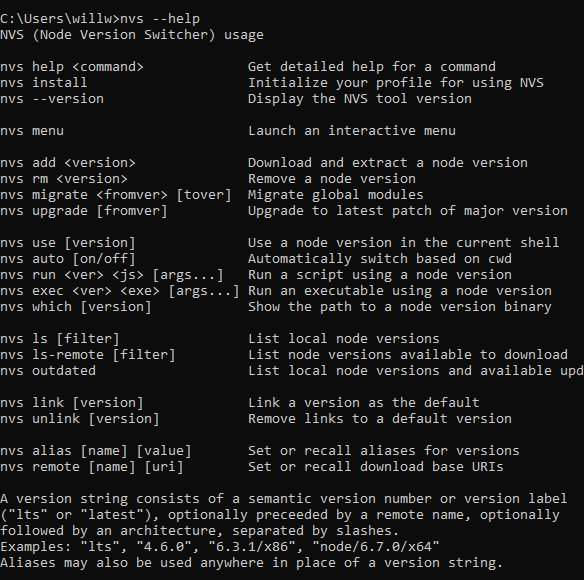 C:\Users\willw>nvs --help
NVS (Node Version Switcher) usage
nvs help <command>             Get detailed help for a command
nvs install                    Initialize your profile for using NVS
nvs --version                  Display the NVS tool version
nvs menu                       Launch an interactive menu
nvs add <version>              Download and extract a node version
nvs rm <version>               Remove a node version
nvs migrate <fromver> [tover]  Migrate global modules
nvs upgrade [fromver]          Upgrade to latest patch of major version
nvs use [version]              Use a node version in the current shell
nvs auto [on/off]              Automatically switch based on cwd
nvs run <ver> <js> [args...]   Run a script using a node version
nvs exec <ver> <exe> [args...] Run an executable using a node version
nvs which [version]            Show the path to a node version binary
nvs ls [filter]                List local node versions
nvs ls-remote [filter]         List node versions available to download
nvs outdated                   List local node versions and available upd
nvs link [version]             Link a version as the default
nvs unlink [version]           Remove links to a default version
nvs alias [name] [value]       Set or recall aliases for versions
nvs remote [name] [uri]        Set or recall download base URIs
A version string consists of a semantic version number or version label
("lts" or "latest"), optionally preceeded by a remote name, optionally
followed by an architecture, separated by slashes.
Examples: "lts", "4.6.0", "6.3.1/x86", "node/6.7.0/x64"
Aliases may also be used anywhere in place of a version string.